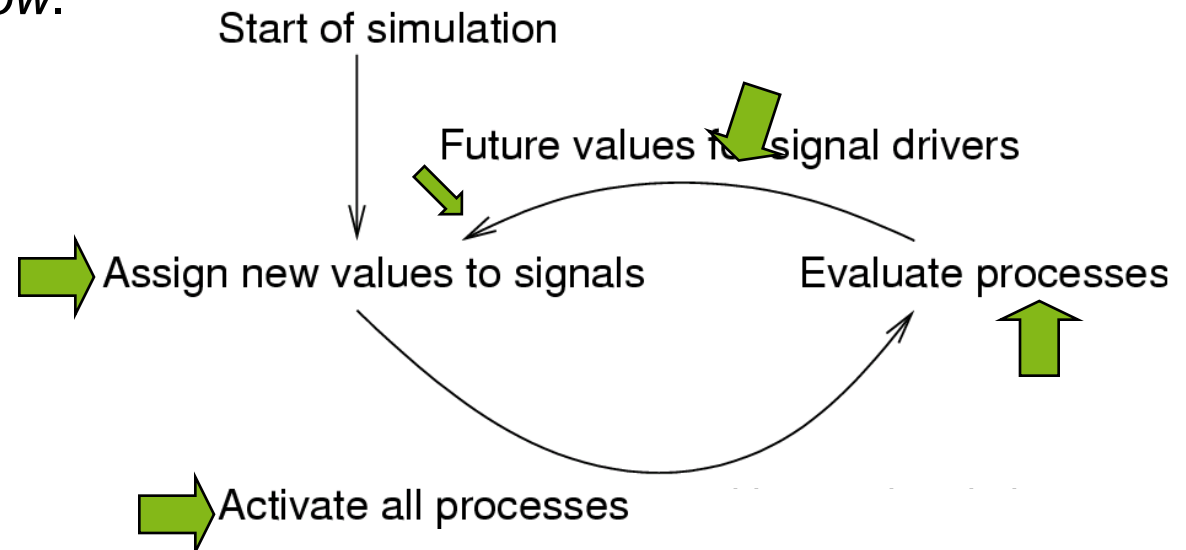 Start of simulation
Future values signal drivers
Assign new values to signals
Evaluate processes
Activate all processes